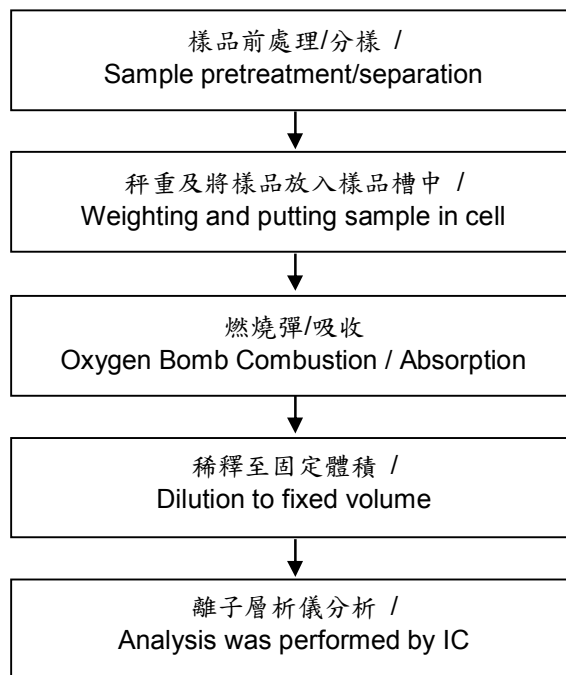 樣品前處理/分樣 /
Sample pretreatment/separation
秤重及將樣品放入樣品槽中 /
Weighting and putting sample in cell
燃燒彈/吸收
Oxygen Bomb Combustion / Absorption
稀釋至固定體積 /
Dilution to fixed volume
離子層析儀分析 /
Analysis was performed by IC